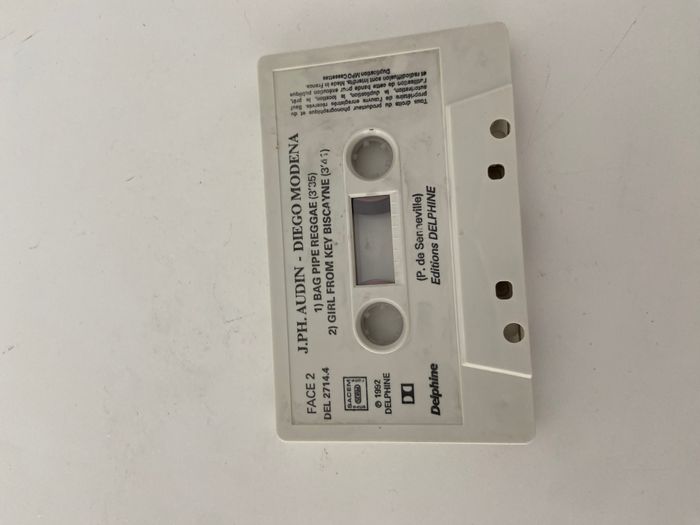 J.PH. AUDIN - DIEGO MODENA
FACE 2
1) BAG PIPE REGGAE (3'35)
DEL 2714.4
2) GIRL FROM KEY BISCAYNE (3'41)
SACEM
℗ 1992
DELPHINE
(P. de Senneville)
Editions DELPHINE
Delphine
Tous droits du producteur phonographique et du
propriétaire de l'œuvre enregistrée réservés. Sauf
autorisation, la duplication, la location, le prêt,
l'utilisation de cette bande pour exécution publique
et radiodiffusion sont interdits. Made in France.
Duplication MPO Cassettes